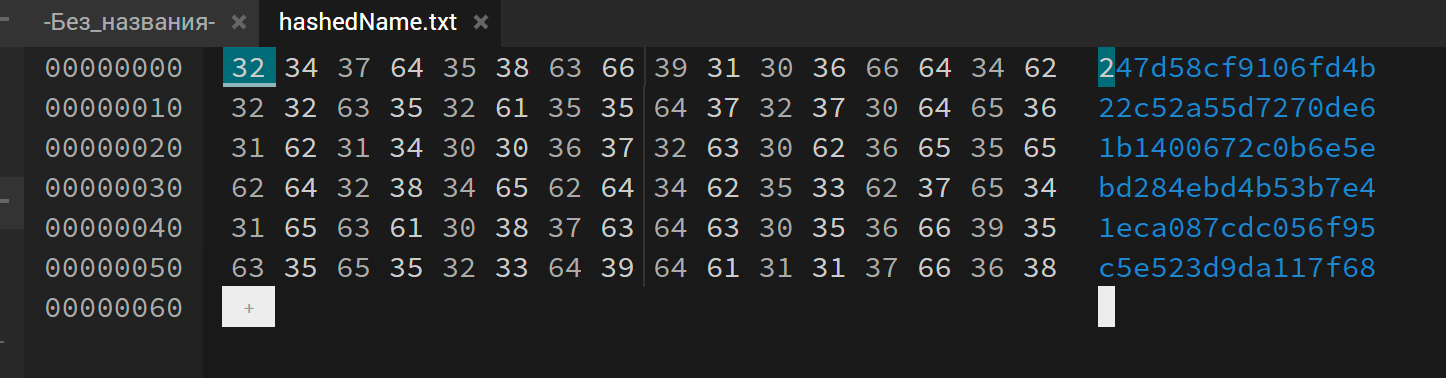 -Без_названия- × hashedName.txt ×
00000000 32 34 37 64 35 38 63 66 39 31 30 36 66 64 34 62 247d58cf9106fd4b
00000010 32 32 63 35 32 61 35 35 64 37 32 37 30 64 65 36 22c52a55d7270de6
00000020 31 62 31 34 30 30 36 37 32 63 30 62 36 65 35 65 1b1400672c0b6e5e
00000030 62 64 32 38 34 65 62 64 34 62 35 33 62 37 65 34 bd284ebd4b53b7e4
00000040 31 65 63 61 30 38 37 63 64 63 30 35 36 66 39 35 1eca087cdc056f95
00000050 63 35 65 35 32 33 64 39 64 61 31 31 37 66 36 38 c5e523d9da117f68
00000060 +